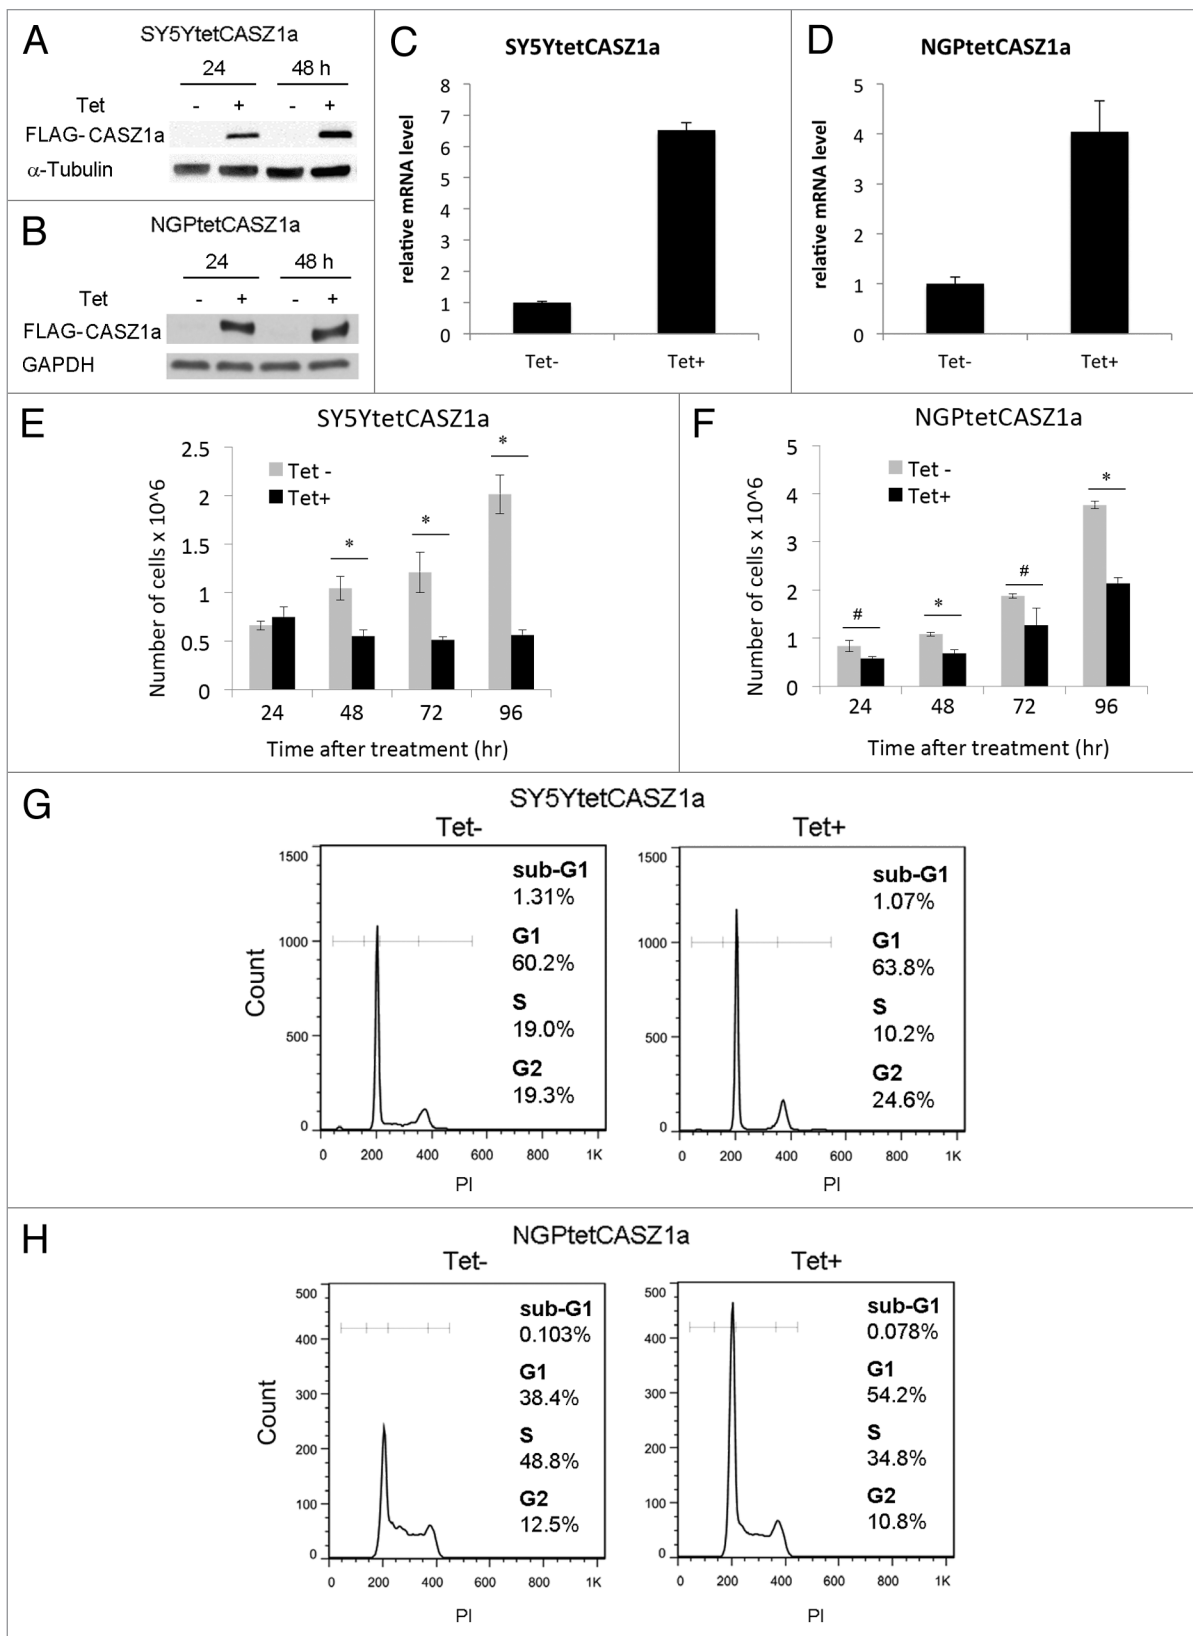 A
SY5YtetCASZ1a
24 48 h
Tet - + - +
FLAG-CASZ1a
α-Tubulin
B
NGPtetCASZ1a
24 48 h
Tet - + - +
FLAG-CASZ1a
GAPDH
C
SY5YtetCASZ1a
relative mRNA level
8
7
6
5
4
3
2
1
0
Tet- Tet+
D
NGPtetCASZ1a
relative mRNA level
5
4
3
2
1
0
Tet- Tet+
E
SY5YtetCASZ1a
Number of cells x 10^6
2.5
2
1.5
1
0.5
0
Tet -
Tet+
* * *
24 48 72 96
Time after treatment (hr)
F
NGPtetCASZ1a
Number of cells x 10^6
5
4
3
2
1
0
Tet -
Tet+
# * # *
24 48 72 96
Time after treatment (hr)
G
SY5YtetCASZ1a
Tet-
Count
1500
1000
500
0
sub-G1
1.31%
G1
60.2%
S
19.0%
G2
19.3%
0 200 400 600 800 1K
PI
Tet+
1500
1000
500
0
sub-G1
1.07%
G1
63.8%
S
10.2%
G2
24.6%
0 200 400 600 800 1K
PI
H
NGPtetCASZ1a
Tet-
Count
500
400
300
200
100
0
sub-G1
0.103%
G1
38.4%
S
48.8%
G2
12.5%
0 200 400 600 800 1K
PI
Tet+
500
400
300
200
100
0
sub-G1
0.078%
G1
54.2%
S
34.8%
G2
10.8%
0 200 400 600 800 1K
PI